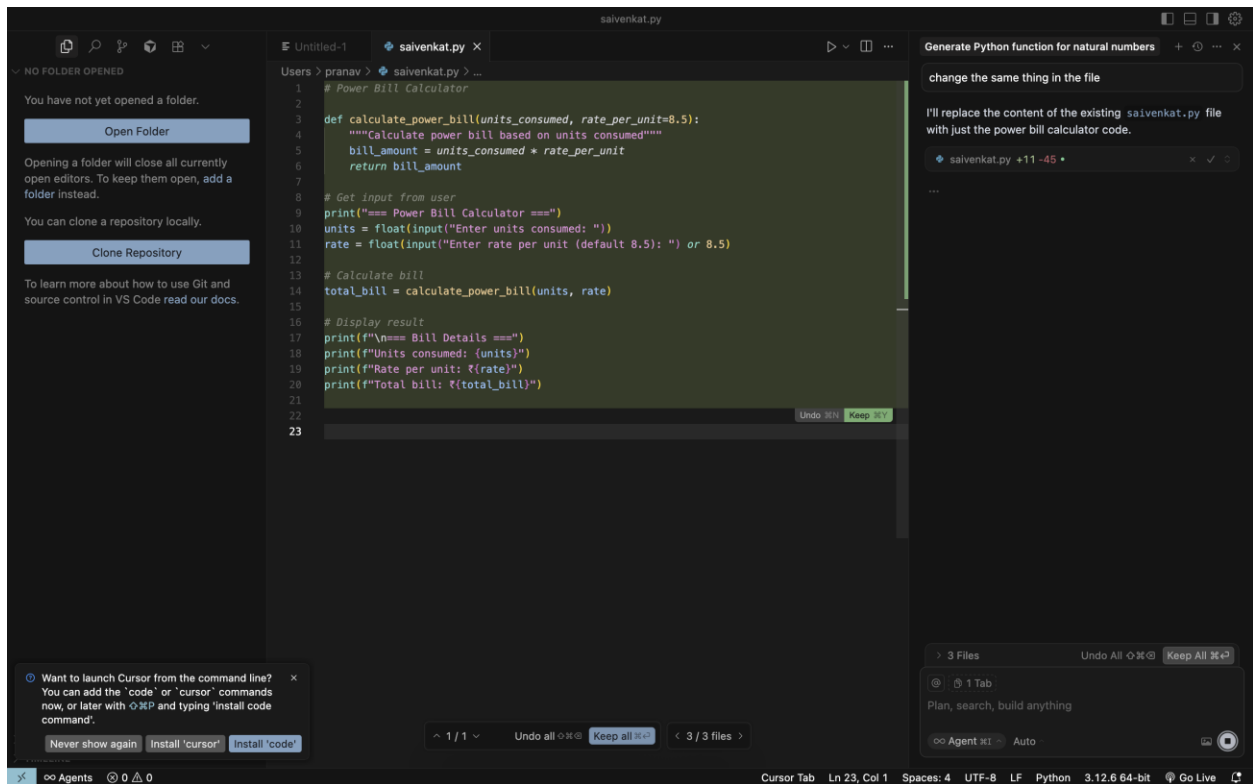 saivenkat.py
NO FOLDER OPENED
You have not yet opened a folder.
Open Folder
Opening a folder will close all currently
open editors. To keep them open, add a
folder instead.
You can clone a repository locally.
Clone Repository
To learn more about how to use Git and
source control in VS Code read our docs.
Untitled-1
saivenkat.py
Users > pranav > saivenkat.py > ...
1 # Power Bill Calculator
2
3 def calculate_power_bill(units_consumed, rate_per_unit=8.5):
4 """Calculate power bill based on units consumed"""
5 bill_amount = units_consumed * rate_per_unit
6 return bill_amount
7
8 # Get input from user
9 print("=== Power Bill Calculator ===")
10 units = float(input("Enter units consumed: "))
11 rate = float(input("Enter rate per unit (default 8.5): ") or 8.5)
12
13 # Calculate bill
14 total_bill = calculate_power_bill(units, rate)
15
16 # Display result
17 print(f"\n=== Bill Details ===")
18 print(f"Units consumed: {units}")
19 print(f"Rate per unit: ₹{rate}")
20 print(f"Total bill: ₹{total_bill}")
21
22
23
Undo ⌘N Keep ⌘Y
Generate Python function for natural numbers
change the same thing in the file
I'll replace the content of the existing saivenkat.py file
with just the power bill calculator code.
saivenkat.py +11 -45 •
...
> 3 Files Undo All ⇧⌘⌫ Keep All ⌘⏎
@ 1 Tab
Plan, search, build anything
∞ Agent ⌘I Auto
Want to launch Cursor from the command line?
You can add the `code` or `cursor` commands
now, or later with ⇧⌘P and typing 'install code
command'.
Never show again Install 'cursor' Install 'code'
1 / 1 Undo all ⇧⌘⌫ Keep all ⌘⏎ < 3 / 3 files >
∞ Agents 0 0 Cursor Tab Ln 23, Col 1 Spaces: 4 UTF-8 LF Python 3.12.6 64-bit Go Live